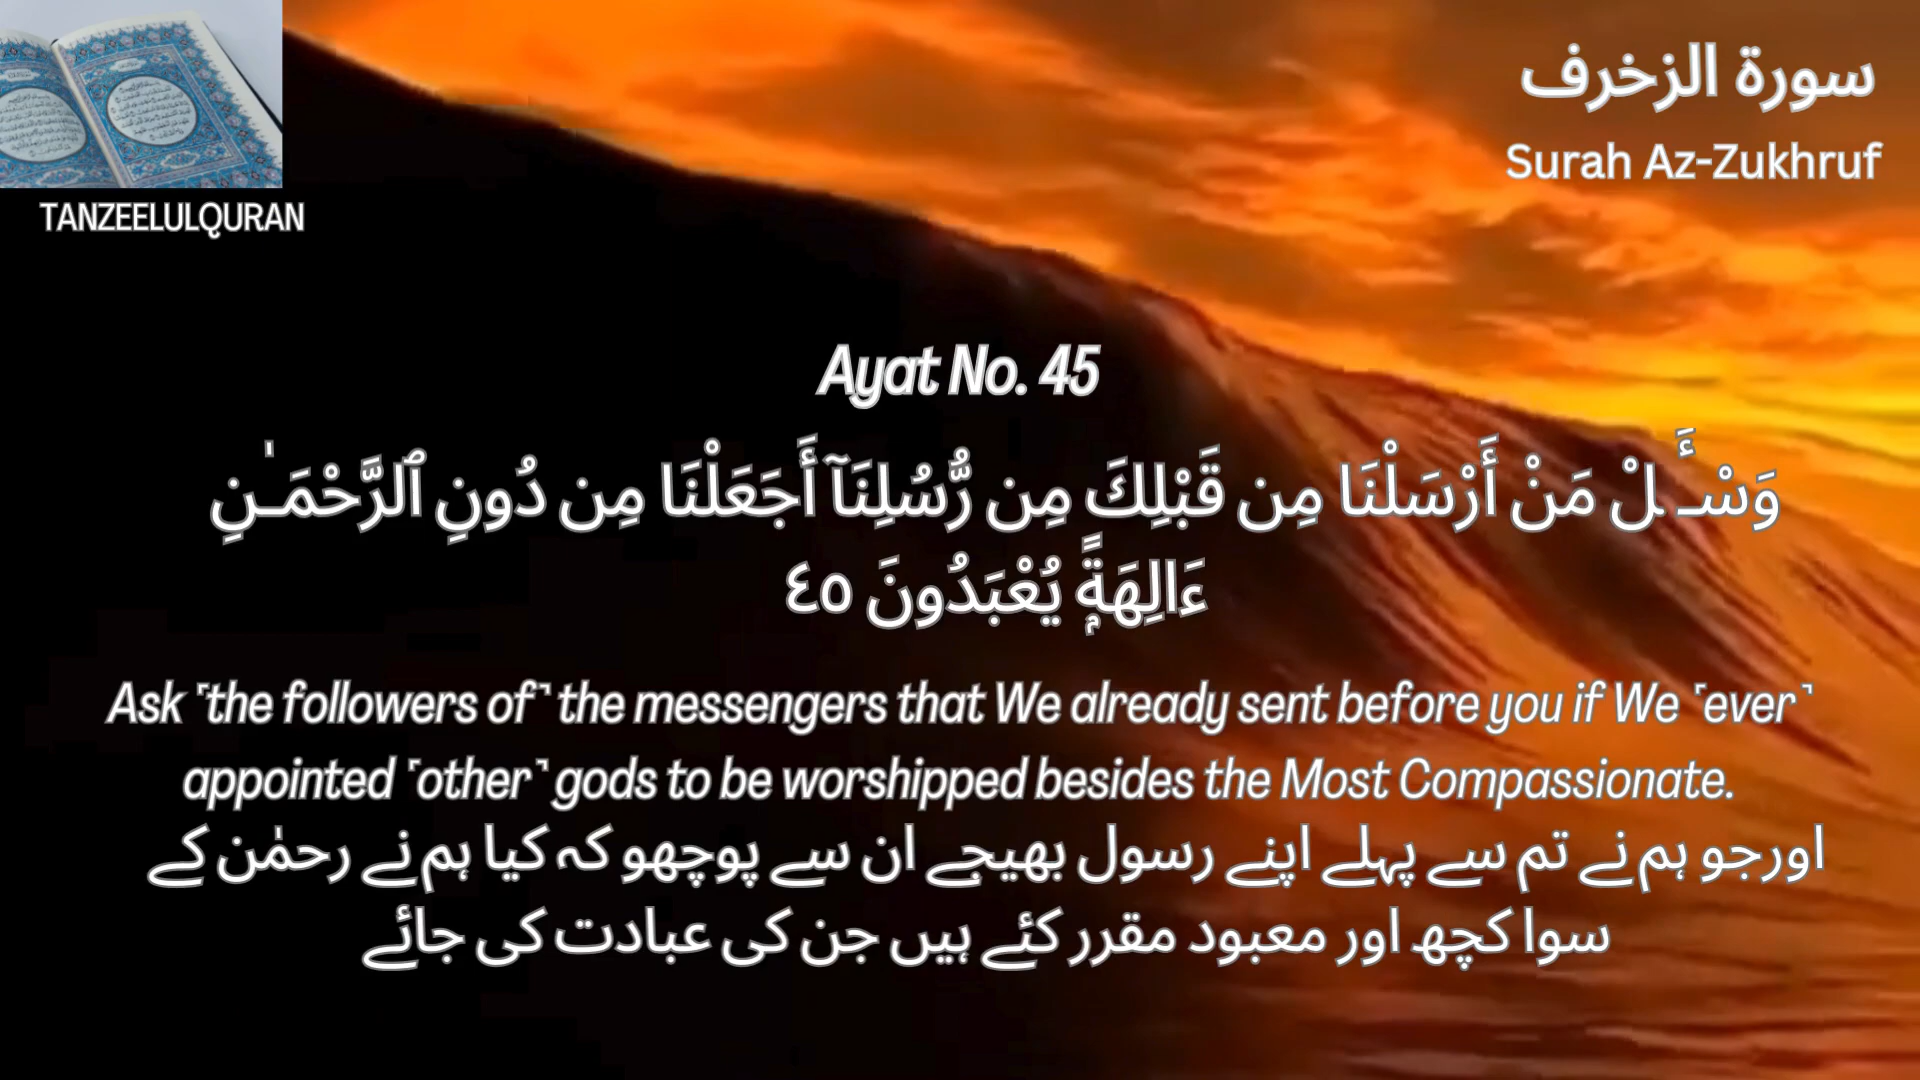 سورة الزخرف
Surah Az-Zukhruf
TANZEELULQURAN
Ayat No. 45
وَسْـَٔلْ مَنْ أَرْسَلْنَا مِن قَبْلِكَ مِن رُّسُلِنَآ أَجَعَلْنَا مِن دُونِ ٱلرَّحْمَـٰنِ
ءَالِهَةًۭ يُعْبَدُونَ ٤٥
Ask ˹the followers of˺ the messengers that We already sent before you if We ˹ever˺
appointed ˹other˺ gods to be worshipped besides the Most Compassionate.
اورجو ہم نے تم سے پہلے اپنے رسول بھیجے ان سے پوچھو کہ کیا ہم نے رحمٰن کے
سوا کچھ اور معبود مقرر کئے ہیں جن کی عبادت کی جائے